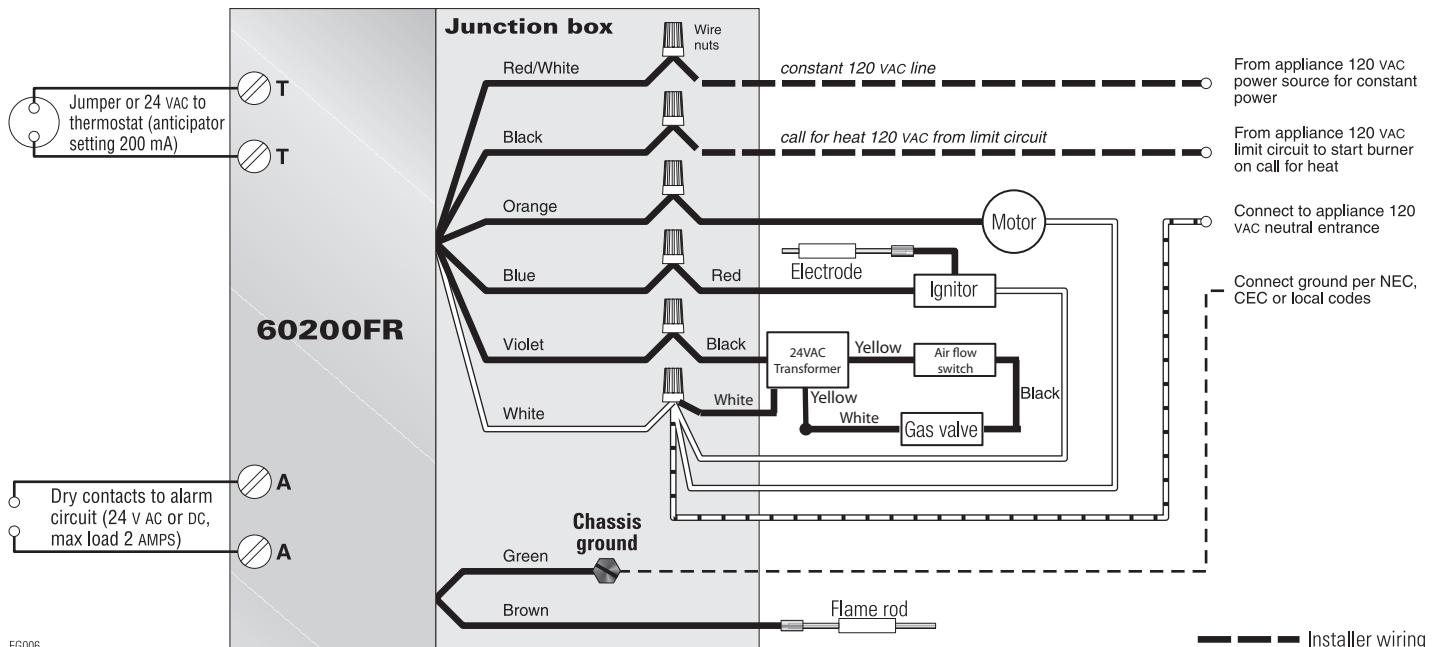 Junction box
Wire
nuts
Red/White
constant 120 VAC line
From appliance 120 VAC
power source for constant
power
T
Jumper or 24 VAC to
thermostat (anticipator
setting 200 mA)
T
Black
call for heat 120 VAC from limit circuit
From appliance 120 VAC
limit circuit to start burner
on call for heat
Orange
Motor
Connect to appliance 120
VAC neutral entrance
Electrode
Blue
Red
Ignitor
Connect ground per NEC,
CEC or local codes
60200FR
Violet
Black
24VAC
Transformer
Yellow
Air flow
switch
Black
White
White
Yellow
White
Gas valve
A
Dry contacts to alarm
circuit (24 V AC or DC,
max load 2 AMPS)
A
Chassis
ground
Green
Brown
Flame rod
EG006
Installer wiring